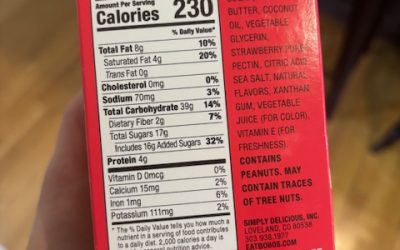 Amount Per Serving
Calories 230
% Daily Value*
Total Fat 8g 10%
Saturated Fat 4g 20%
Trans Fat 0g
Cholesterol 0mg 0%
Sodium 70mg 3%
Total Carbohydrate 39g 14%
Dietary Fiber 2g 7%
Total Sugars 17g
Includes 16g Added Sugars 32%
Protein 4g
Vitamin D 0mcg 0%
Calcium 15mg 2%
Iron 1mg 6%
Potassium 111mg 2%
* The % Daily Value tells you how much a
nutrient in a serving of food contributes
to a daily diet. 2,000 calories a day is
BUTTER, COCONUT
OIL, VEGETABLE
GLYCERIN,
STRAWBERRY
PECTIN, CITRIC ACID
SEA SALT, NATURAL
FLAVORS, XANTHAN
GUM, VEGETABLE
JUICE (FOR COLOR),
VITAMIN E (FOR
FRESHNESS).
CONTAINS
PEANUTS. MAY
CONTAIN TRACES
OF TREE NUTS.
SIMPLY DELICIOUS, INC.
LOVELAND, CO 80538
303.938.1977
EATBOBOS.COM